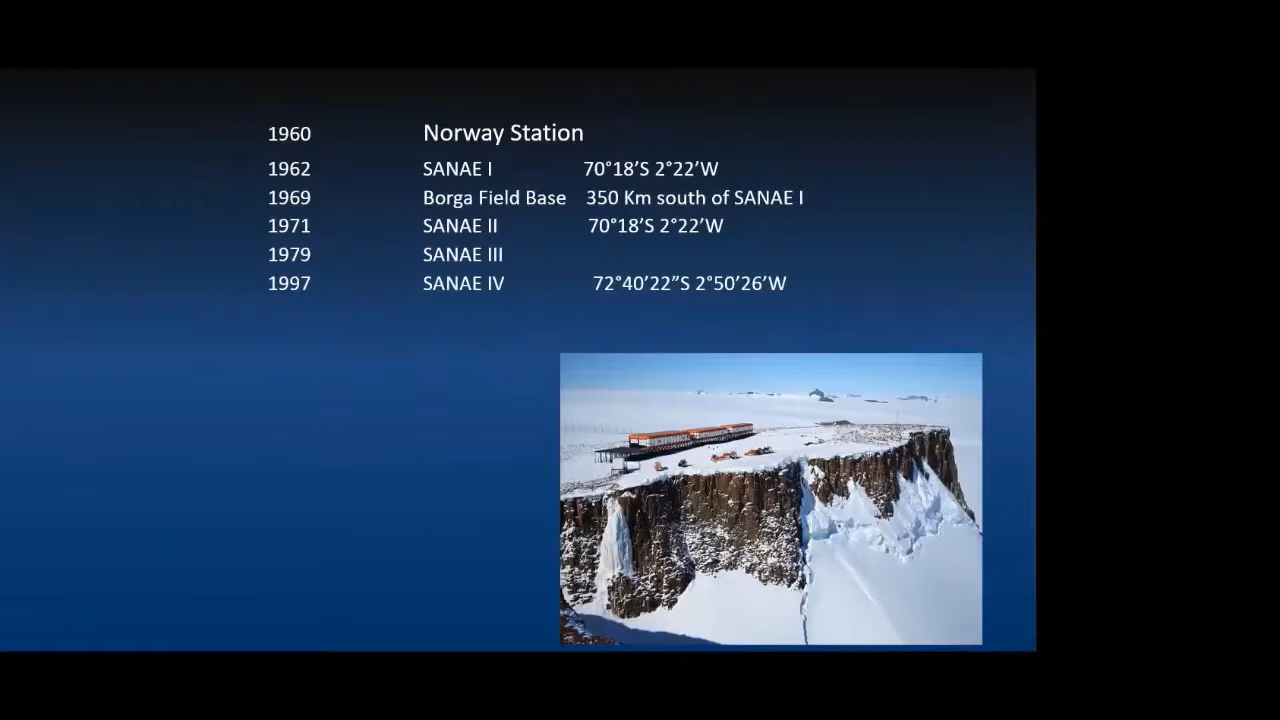 1960 Norway Station
1962 SANAE I 70°18’S 2°22’W
1969 Borga Field Base 350 Km south of SANAE I
1971 SANAE II 70°18’S 2°22’W
1979 SANAE III
1997 SANAE IV 72°40’22”S 2°50’26’W